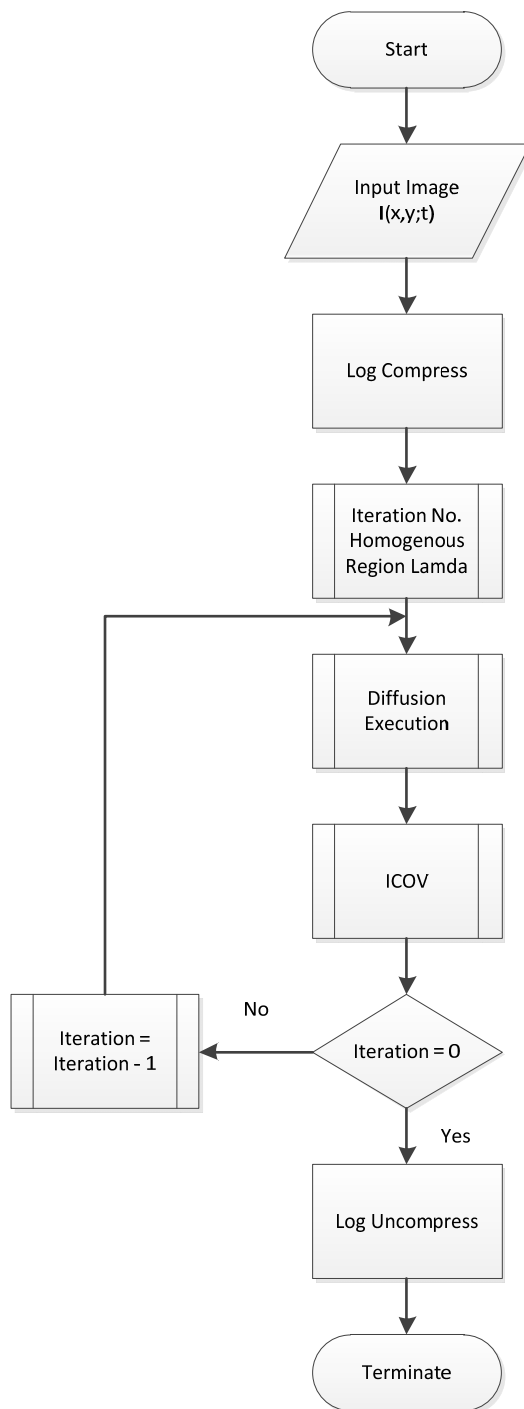 Start
Input Image
I(x,y;t)
Log Compress
Iteration No.
Homogenous
Region Lamda
Diffusion
Execution
ICOV
No
Iteration =
Iteration - 1
Iteration = 0
Yes
Log Uncompress
Terminate